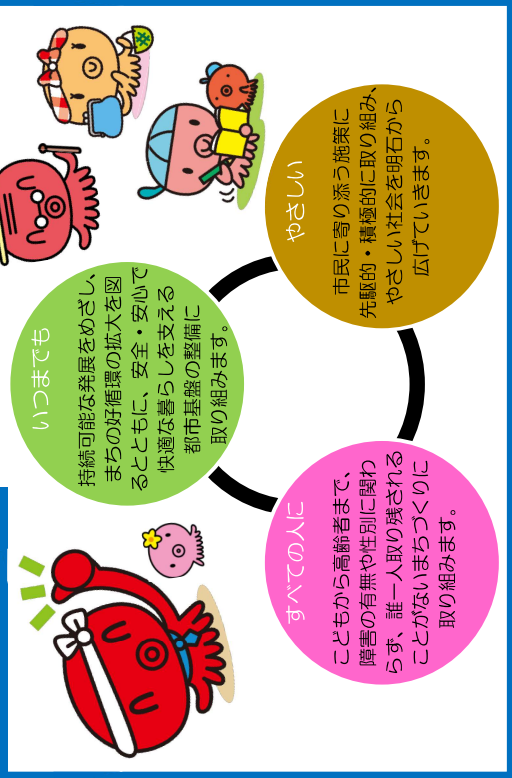 いつまでも
持続可能な発展をめざし、
まちの好循環の拡大を図
るとともに、安全・安心で
快適な暮らしを支える
都市基盤の整備に
取り組みます。
すべての人に
こどもから高齢者まで、
障害の有無や性別に関わ
らず、誰一人取り残される
ことがないまちづくりに
取り組みます。
やさしい
市民に寄り添う施策に
先駆的・積極的に取り組み、
やさしい社会を明石から
広げていきます。